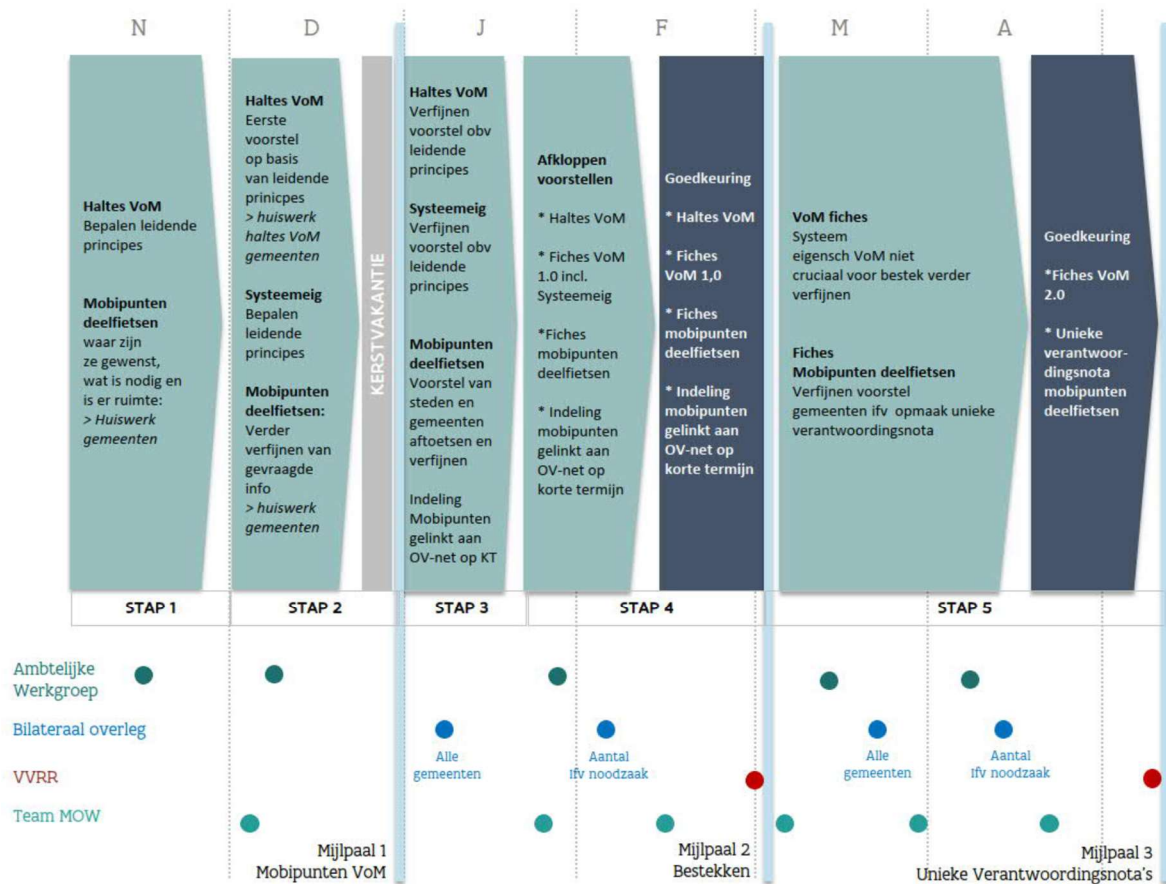 N D J F M A
Haltes VoM
Bepalen leidende
principes
Mobipunten
deelfietsen
waar zijn
ze gewenst,
wat is nodig en
is er ruimte:
> Huiswerk
gemeenten
Haltes VoM
Eerste
voorstel
op basis
van leidende
prinicpes
> huiswerk
haltes VoM
gemeenten
Systeemeig
Bepalen
leidende
principes
Mobipunten
deelfietsen:
Verder
verfijnen van
gevraagde
info
> huiswerk
gemeenten
KERSTVAKANTIE
Haltes VoM
Verfijnen
voorstel obv
leidende
principes
Systeemeig
Verfijnen
voorstel obv
leidende
principes
Mobipunten
deelfietsen
Voorstel van
steden en
gemeenten
aftoetsen en
verfijnen
Indeling
Mobipunten
gelinkt aan
OV-net op KT
Afkloppen
voorstellen
* Haltes VoM
* Fiches VoM
1.0 incl.
Systeemeig
*Fiches
mobipunten
deelfietsen
* Indeling
mobipunten
gelinkt aan
OV-net op
korte termijn
Goedkeuring
* Haltes VoM
* Fiches
VoM 1,0
* Fiches
mobipunten
deelfietsen
* Indeling
mobipunten
gelinkt aan
OV-net op
korte termijn
VoM fiches
Systeem
eigensch VoM niet
cruciaal voor bestek verder
verfijnen
Fiches
Mobipunten deelfietsen
Verfijnen voorstel
gemeenten ifv opmaak unieke
verantwoordingsnota
Goedkeuring
*Fiches VoM
2.0
* Unieke
verantwoor-
dingsnota
mobipunten
deelfietsen
STAP 1 STAP 2 STAP 3 STAP 4 STAP 5
Ambtelijke
Werkgroep
Bilateraal overleg
Alle
gemeenten
Aantal
ifv noodzaak
Alle
gemeenten
Aantal
ifv noodzaak
VVRR
Team MOW
Mijlpaal 1
Mobipunten VoM
Mijlpaal 2
Bestekken
Mijlpaal 3
Unieke Verantwoordingsnota's